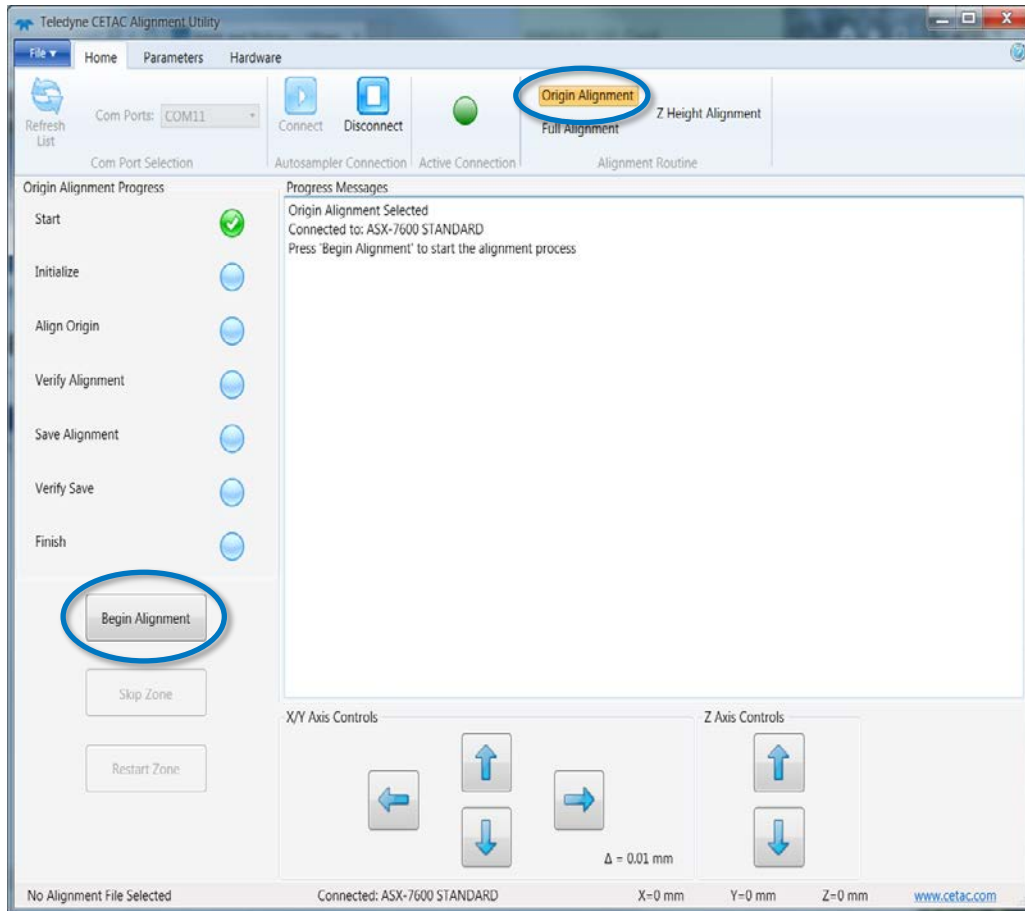 Teledyne CETAC Alignment Utility
File Home Parameters Hardware
Refresh List
Com Ports: COM11
Com Port Selection
Connect Disconnect
Autosampler Connection
Active Connection
Origin Alignment
Full Alignment
Z Height Alignment
Alignment Routine
Origin Alignment Progress
Start
Initialize
Align Origin
Verify Alignment
Save Alignment
Verify Save
Finish
Begin Alignment
Skip Zone
Restart Zone
Progress Messages
Origin Alignment Selected
Connected to: ASX-7600 STANDARD
Press 'Begin Alignment' to start the alignment process
X/Y Axis Controls
Δ = 0.01 mm
Z Axis Controls
No Alignment File Selected
Connected: ASX-7600 STANDARD
X=0 mm Y=0 mm Z=0 mm
www.cetac.com